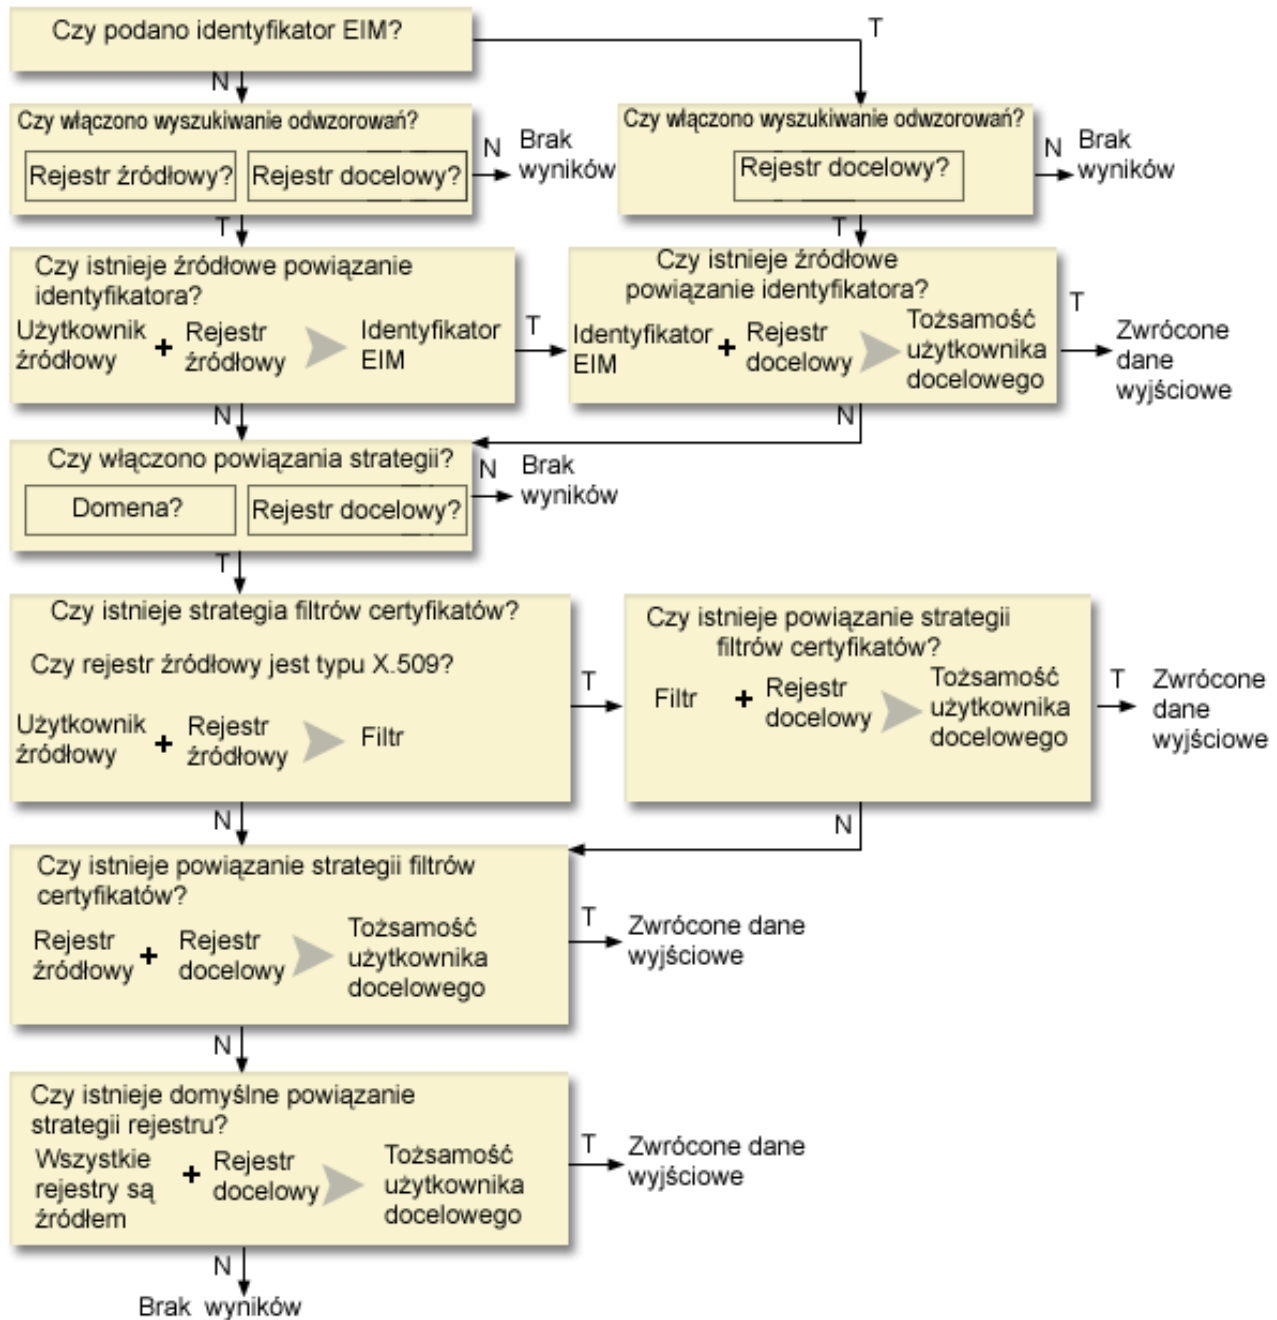 Czy podano identyfikator EIM?
T
N
Czy włączono wyszukiwanie odwzorowań?
Rejestr źródłowy?
Rejestr docelowy?
N
Brak
wyników
Czy włączono wyszukiwanie odwzorowań?
Rejestr docelowy?
N
Brak
wyników
T
T
Czy istnieje źródłowe powiązanie
identyfikatora?
Użytkownik
źródłowy
+
Rejestr
źródłowy
Identyfikator
EIM
T
Czy istnieje źródłowe
powiązanie identyfikatora?
Identyfikator
EIM
+
Rejestr
docelowy
Tożsamość
użytkownika
docelowego
T
Zwrócone
dane
wyjściowe
N
N
Czy włączono powiązania strategii?
Domena?
Rejestr docelowy?
N
Brak
wyników
T
Czy istnieje strategia filtrów certyfikatów?
Czy rejestr źródłowy jest typu X.509?
Użytkownik
źródłowy
+
Rejestr
źródłowy
Filtr
T
Czy istnieje powiązanie strategii
filtrów certyfikatów?
Filtr
+
Rejestr
docelowy
Tożsamość
użytkownika
docelowego
T
Zwrócone
dane
wyjściowe
N
N
Czy istnieje powiązanie strategii filtrów
certyfikatów?
Rejestr
źródłowy
+
Rejestr
docelowy
Tożsamość
użytkownika
docelowego
T
Zwrócone dane
wyjściowe
N
Czy istnieje domyślne powiązanie
strategii rejestru?
Wszystkie
rejestry są
źródłem
+
Rejestr
docelowy
Tożsamość
użytkownika
docelowego
T
Zwrócone dane
wyjściowe
N
Brak wyników